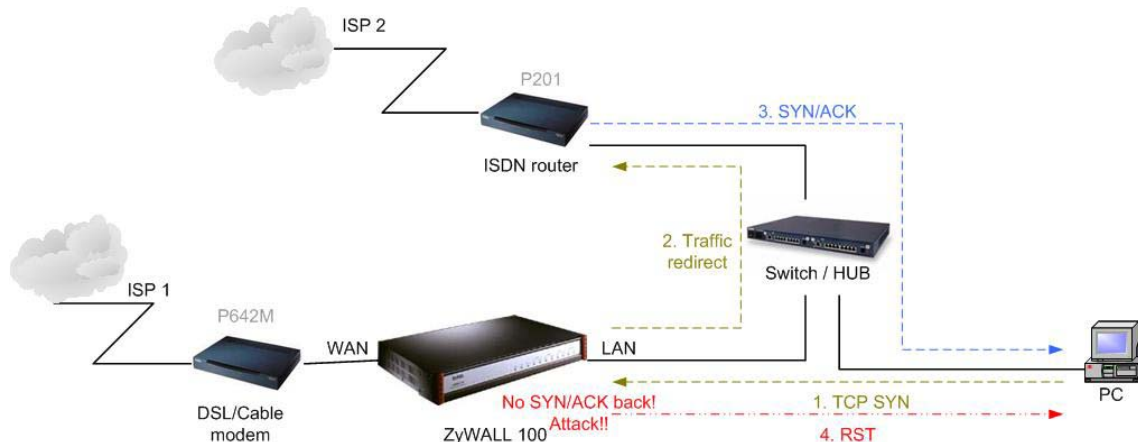 ISP 2
P201
3. SYN/ACK
ISDN router
2. Traffic
redirect
Switch / HUB
ISP 1
P642M
WAN
LAN
No SYN/ACK back!
Attack!!
1. TCP SYN
PC
DSL/Cable
modem
ZyWALL 100
4. RST